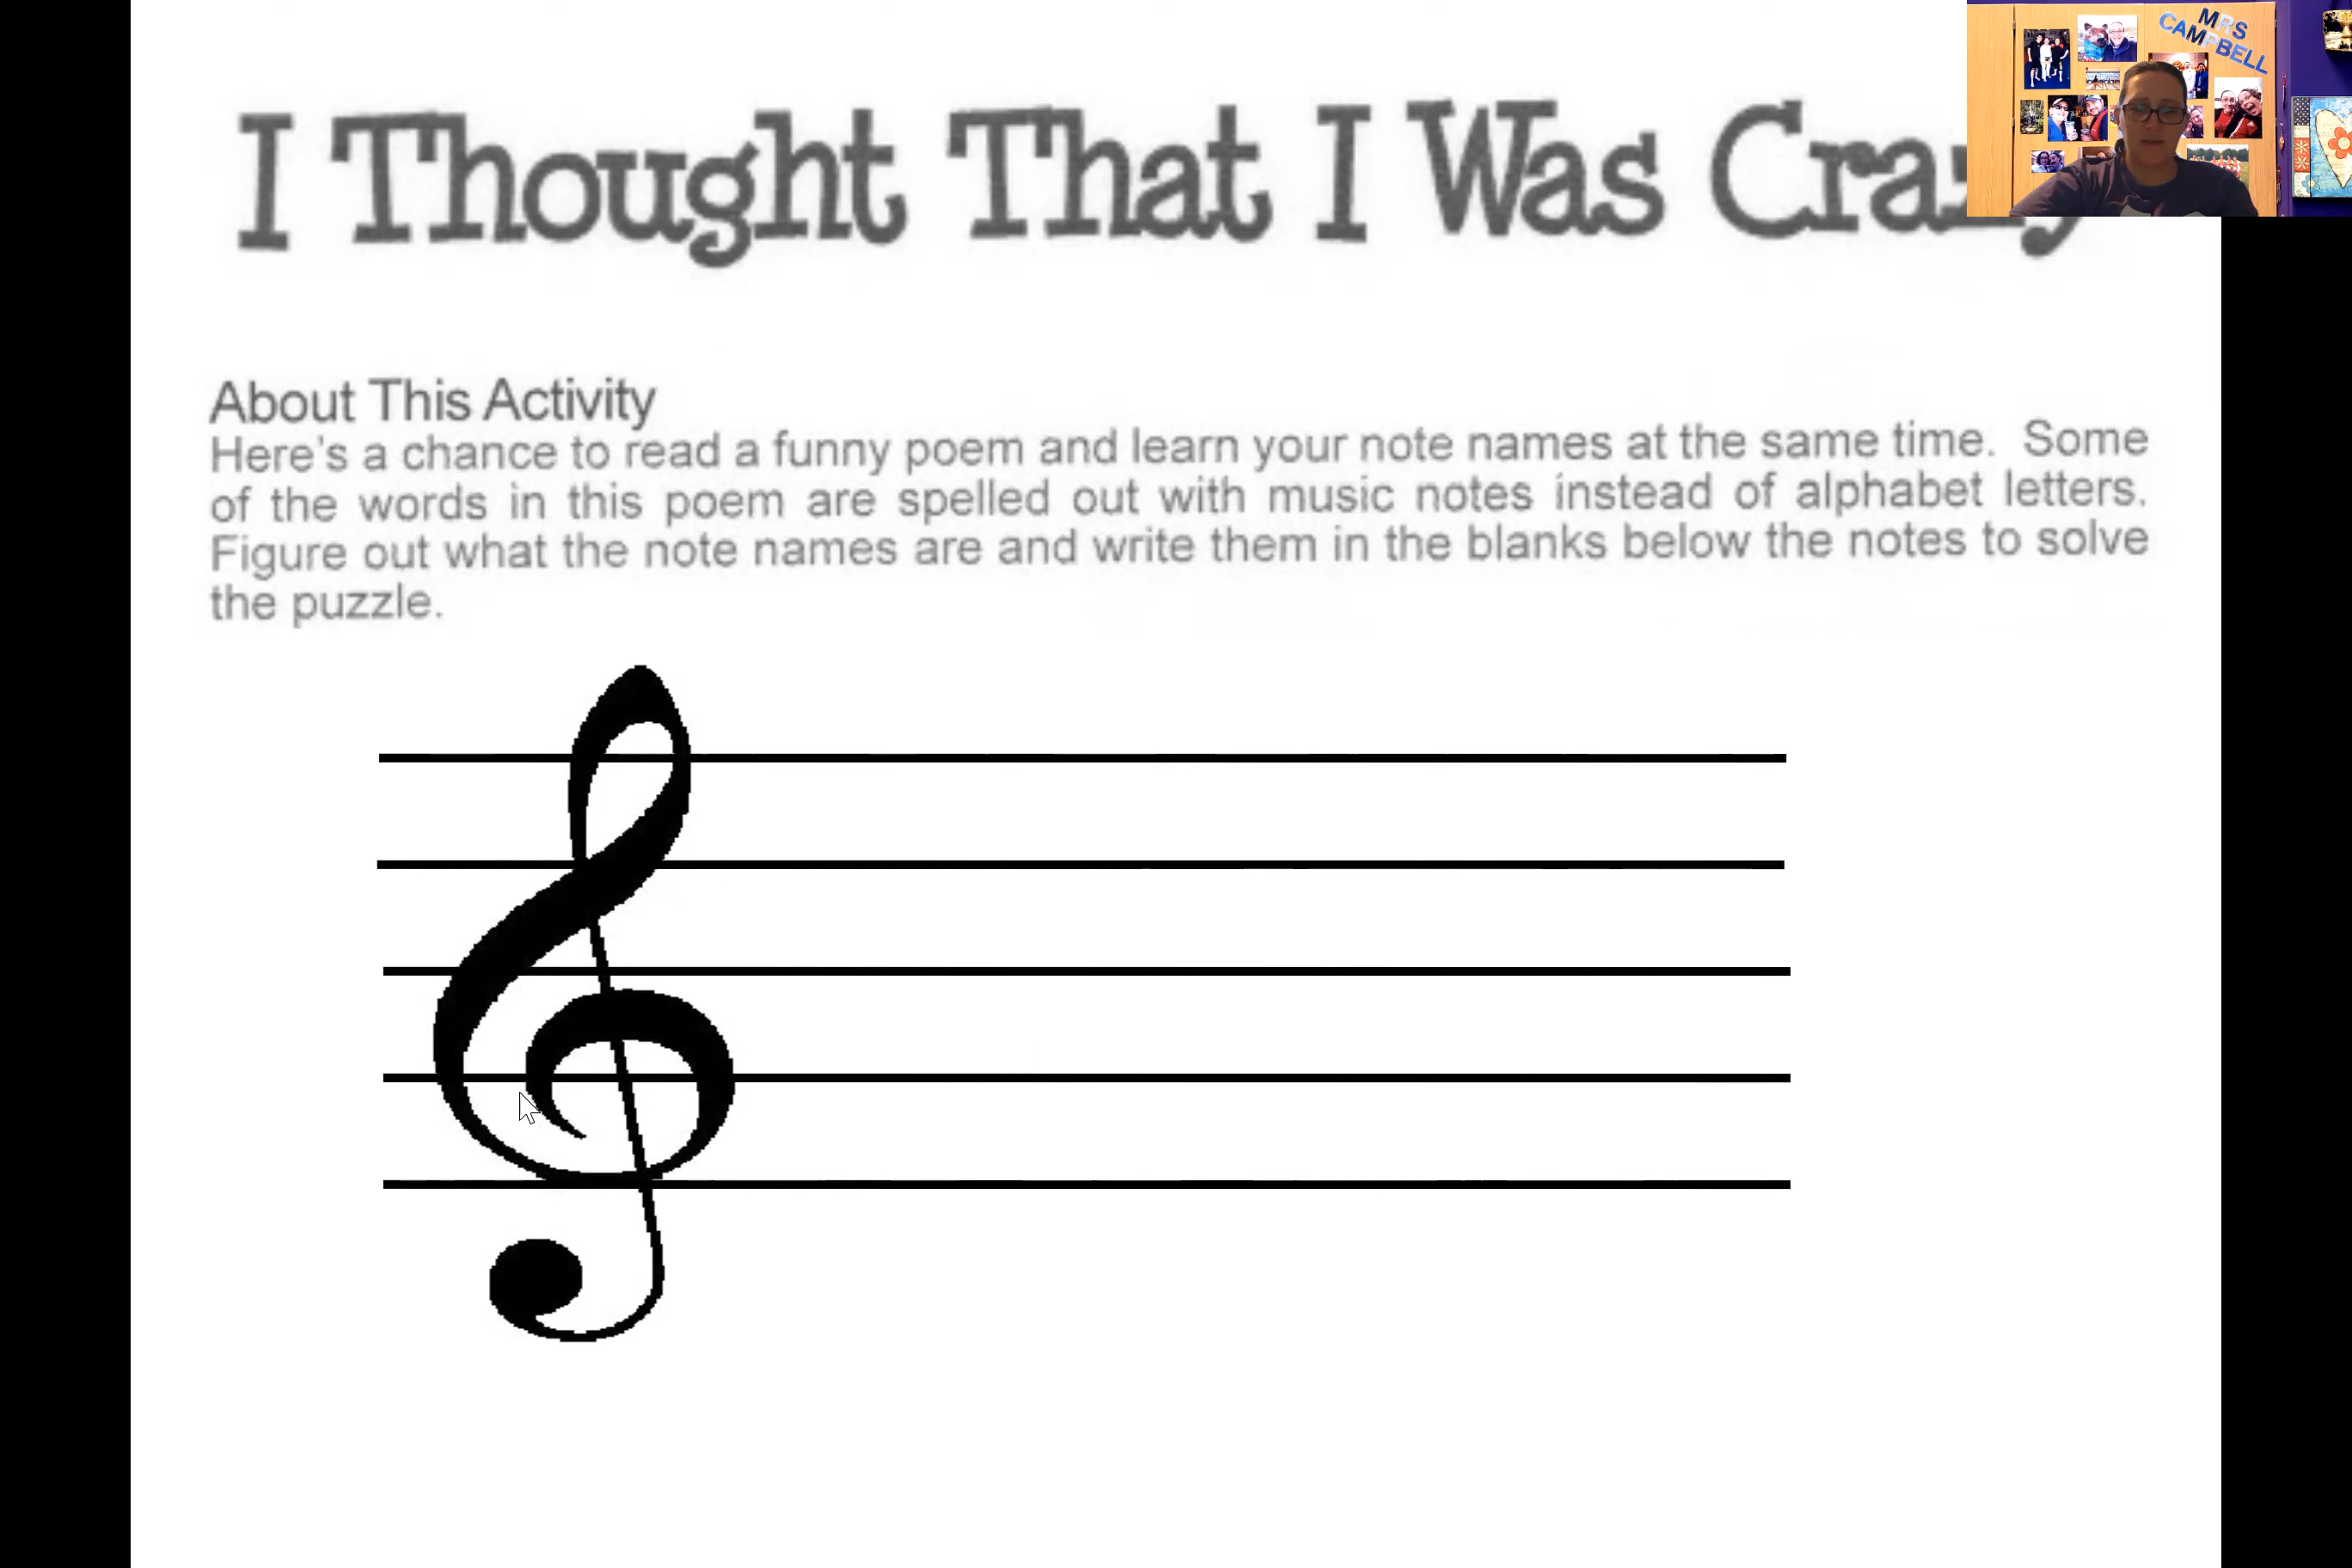 I Thought That I Was Crazy
MRS
CAMPBELL
About This Activity
Here's a chance to read a funny poem and learn your note names at the same time. Some
of the words in this poem are spelled out with music notes instead of alphabet letters.
Figure out what the note names are and write them in the blanks below the notes to solve
the puzzle.